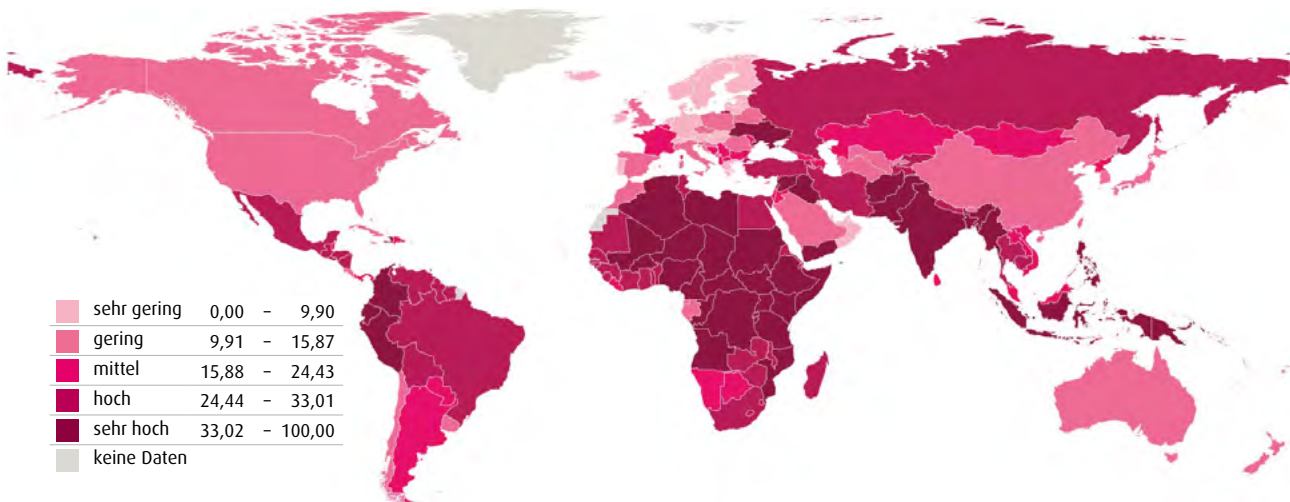 sehr gering 0,00 – 9,90
gering 9,91 – 15,87
mittel 15,88 – 24,43
hoch 24,44 – 33,01
sehr hoch 33,02 – 100,00
keine Daten